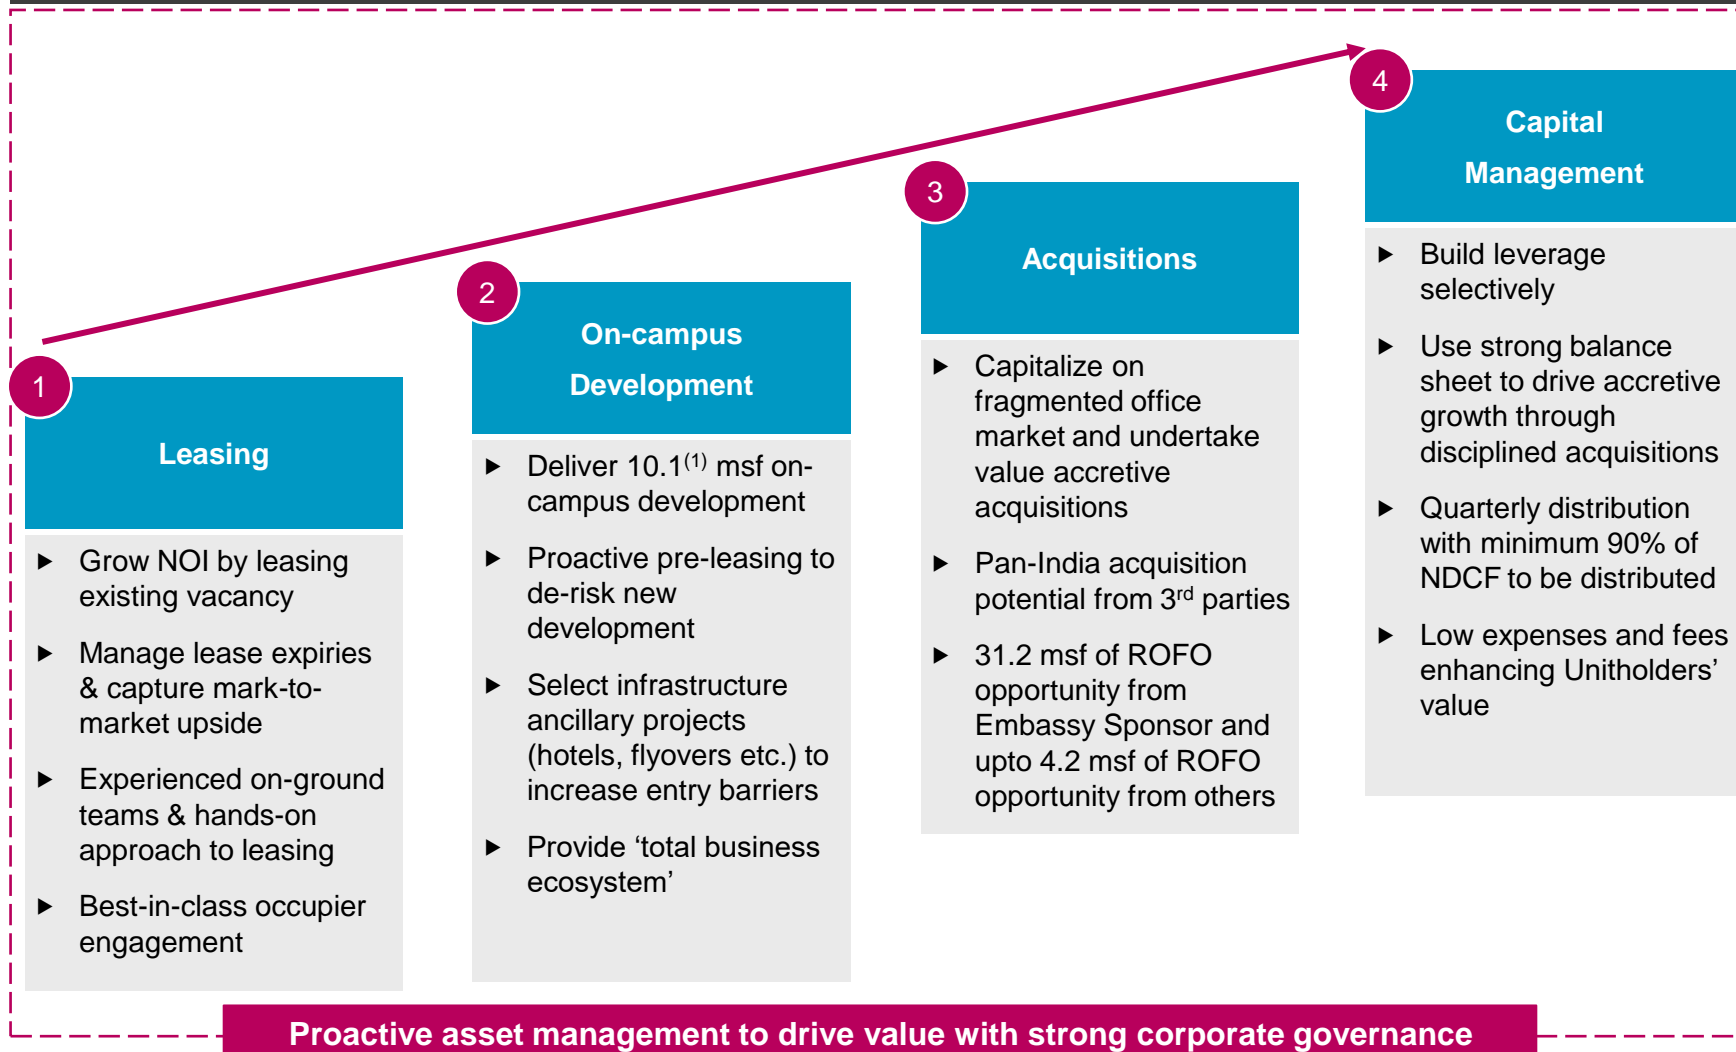 1
Leasing
► Grow NOI by leasing
existing vacancy
► Manage lease expiries
& capture mark-to-
market upside
► Experienced on-ground
teams & hands-on
approach to leasing
► Best-in-class occupier
engagement
2
On-campus
Development
► Deliver 10.1(1) msf on-
campus development
► Proactive pre-leasing to
de-risk new
development
► Select infrastructure
ancillary projects
(hotels, flyovers etc.) to
increase entry barriers
► Provide ‘total business
ecosystem’
3
Acquisitions
► Capitalize on
fragmented office
market and undertake
value accretive
acquisitions
► Pan-India acquisition
potential from 3rd parties
► 31.2 msf of ROFO
opportunity from
Embassy Sponsor and
upto 4.2 msf of ROFO
opportunity from others
4
Capital
Management
► Build leverage
selectively
► Use strong balance
sheet to drive accretive
growth through
disciplined acquisitions
► Quarterly distribution
with minimum 90% of
NDCF to be distributed
► Low expenses and fees
enhancing Unitholders’
value
Proactive asset management to drive value with strong corporate governance